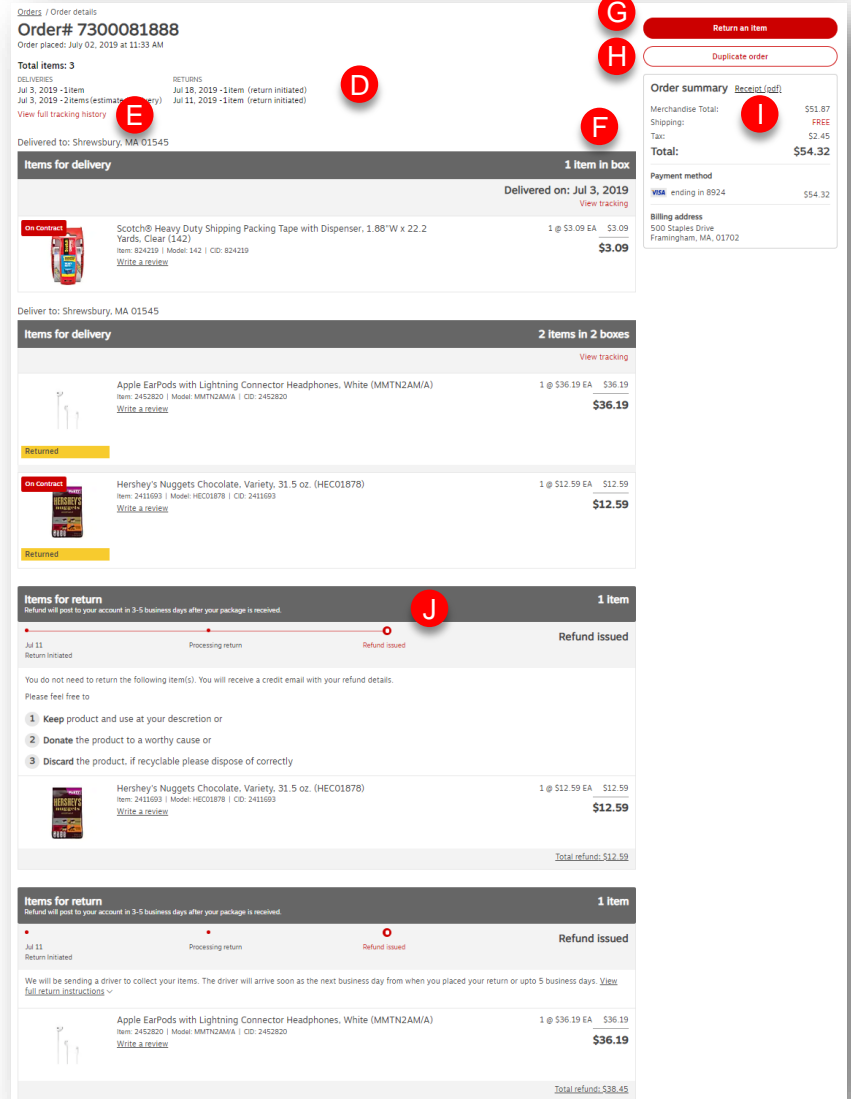 Orders / Order details
G
Order# 7300081888
Return an item
Order placed: July 02, 2019 at 11:33 AM
H
Duplicate order
Total items: 3
DELIVERIES
RETURNS
D
Jul 3, 2019 -1item
Jul 18, 2019 -1item (return initiated)
Jul 3, 2019 -2items(estimated delivery)
Jul 11, 2019 -1item (return initiated)
View full tracking history
E
Order summary Receipt (pdf)
Merchandise Total: $51.87
I
Shipping: FREE
Tax: $2.45
Total: $54.32
Payment method
VISA ending in 8924 $54.32
Billing address
500 Staples Drive
Framingham, MA, 01702
F
Delivered to: Shrewsbury, MA 01545
Items for delivery 1 item in box
Delivered on: Jul 3, 2019
View tracking
On Contract
Scotch® Heavy Duty Shipping Packing Tape with Dispenser, 1.88"W x 22.2
Yards, Clear (142)
1 @ $3.09 EA $3.09
Item: 824219 | Model: 142 | CID: 824219
$3.09
Write a review
Deliver to: Shrewsbury, MA 01545
Items for delivery 2 items in 2 boxes
View tracking
Apple EarPods with Lightning Connector Headphones, White (MMTN2AM/A) 1 @ $36.19 EA $36.19
Item: 2452820 | Model: MMTN2AM/A | CID: 2452820
$36.19
Write a review
Returned
On Contract
Hershey's Nuggets Chocolate, Variety, 31.5 oz. (HEC01878) 1 @ $12.59 EA $12.59
Item: 2411693 | Model: HEC01878 | CID: 2411693
$12.59
Write a review
HERSHEY'S
nuggets
Returned
Items for return 1 item
Refund will post to your account in 3-5 business days after your package is received.
J
Refund issued
Jul 11 Processing return Refund issued
Return Initiated
You do not need to return the following item(s). You will receive a credit email with your refund details.
Please feel free to
1 Keep product and use at your descretion or
2 Donate the product to a worthy cause or
3 Discard the product, if recyclable please dispose of correctly
Hershey's Nuggets Chocolate, Variety, 31.5 oz. (HEC01878) 1 @ $12.59 EA $12.59
Item: 2411693 | Model: HEC01878 | CID: 2411693
$12.59
Write a review
HERSHEY'S
nuggets
Total refund: $12.59
Items for return 1 item
Refund will post to your account in 3-5 business days after your package is received.
Refund issued
Jul 11 Processing return Refund issued
Return Initiated
We will be sending a driver to collect your items. The driver will arrive soon as the next business day from when you placed your return or upto 5 business days. View
full return instructions
Apple EarPods with Lightning Connector Headphones, White (MMTN2AM/A) 1 @ $36.19 EA $36.19
Item: 2452820 | Model: MMTN2AM/A | CID: 2452820
$36.19
Write a review
Total refund: $38.45